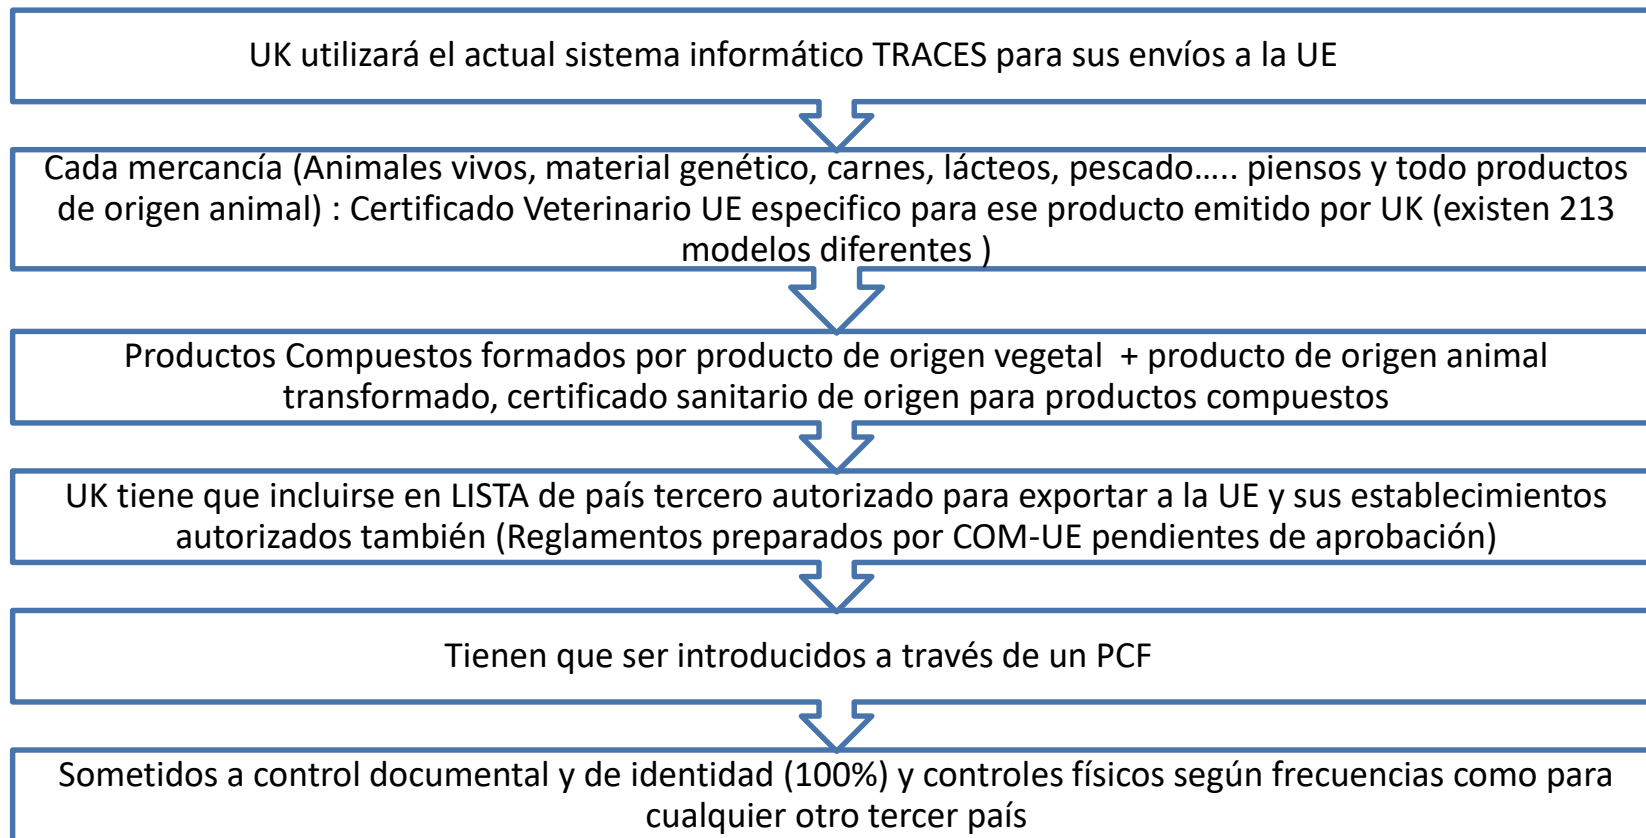 UK utilizará el actual sistema informático TRACES para sus envíos a la UE
Cada mercancía (Animales vivos, material genético, carnes, lácteos, pescado….. piensos y todo productos
de origen animal) : Certificado Veterinario UE especifico para ese producto emitido por UK (existen 213
modelos diferentes )
Productos Compuestos formados por producto de origen vegetal + producto de origen animal
transformado, certificado sanitario de origen para productos compuestos
UK tiene que incluirse en LISTA de país tercero autorizado para exportar a la UE y sus establecimientos
autorizados también (Reglamentos preparados por COM-UE pendientes de aprobación)
Tienen que ser introducidos a través de un PCF
Sometidos a control documental y de identidad (100%) y controles físicos según frecuencias como para
cualquier otro tercer país